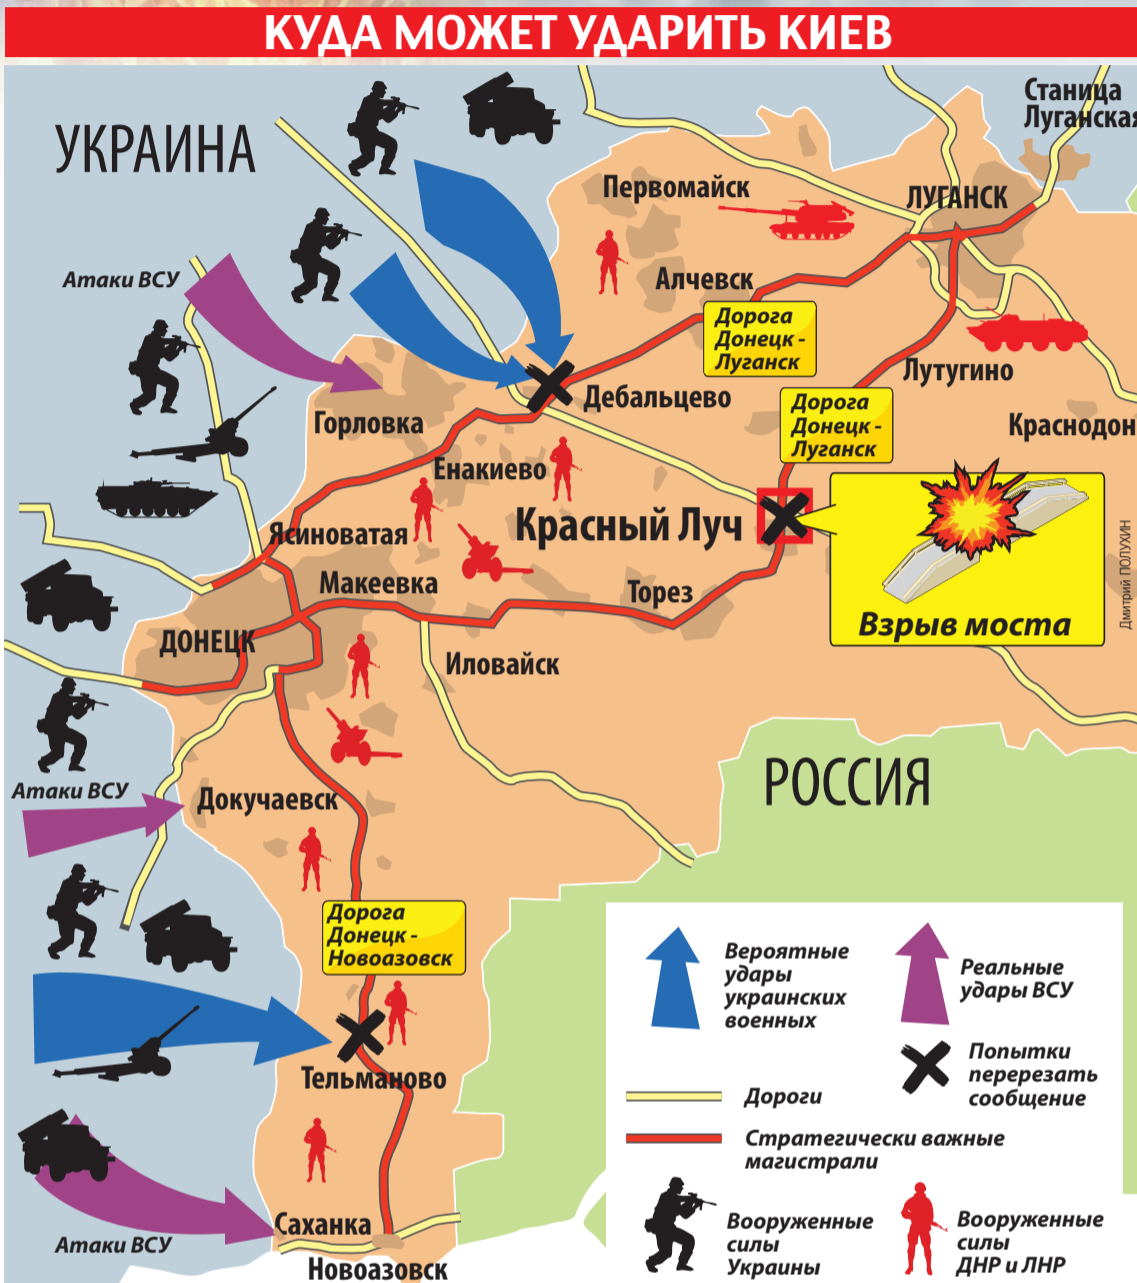 КУДА МОЖЕТ УДАРИТЬ КИЕВ
УКРАИНА
Станица
Луганская
Первомайск
ЛУГАНСК
Атаки ВСУ
Алчевск
Дорога
Донецк -
Луганск
Лутугино
Дебальцево
Дорога
Донецк -
Луганск
Горловка
Краснодон
Енакиево
Красный Луч
Ясиноватая
Макеевка
Торез
Взрыв моста
Дмитрий ПОЛУХИН
ДОНЕЦК
Иловайск
РОССИЯ
Атаки ВСУ
Докучаевск
Дорога
Донецк -
Новоазовск
Тельманово
Саханка
Атаки ВСУ
Новоазовск
Вероятные
удары
украинских
военных
Реальные
удары ВСУ
Попытки
перерезать
сообщение
Дороги
Стратегически важные
магистрали
Вооруженные
силы
Украины
Вооруженные
силы
ДНР и ЛНР